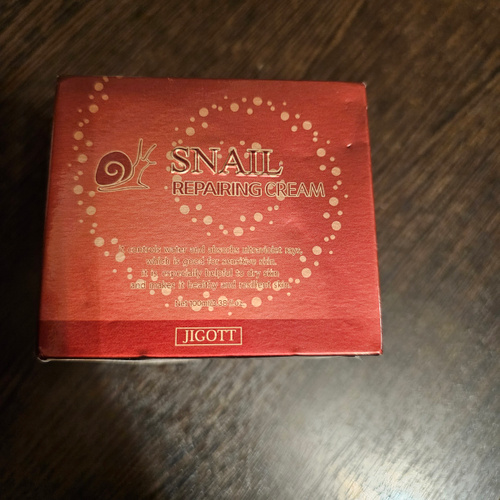 SNAIL
REPAIRING CREAM
It controls water and absorbs ultraviolet rays,
which is good for sensitive skin.
it is especially helpful to dry skin
and makes it healthy and resilient skin.
JIGOTT